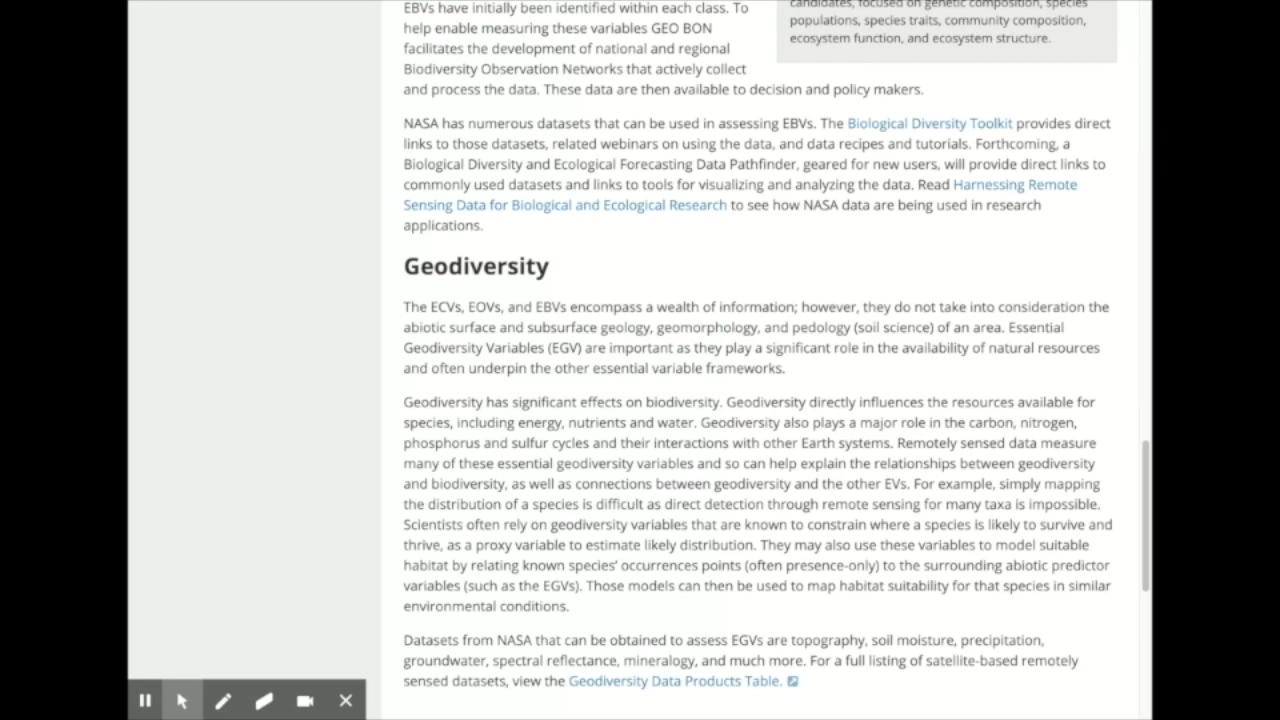 candidates, focused on genetic composition, species
populations, species traits, community composition,
ecosystem function, and ecosystem structure.
EBVs have initially been identified within each class. To
help enable measuring these variables GEO BON
facilitates the development of national and regional
Biodiversity Observation Networks that actively collect
and process the data. These data are then available to decision and policy makers.
NASA has numerous datasets that can be used in assessing EBVs. The Biological Diversity Toolkit provides direct
links to those datasets, related webinars on using the data, and data recipes and tutorials. Forthcoming, a
Biological Diversity and Ecological Forecasting Data Pathfinder, geared for new users, will provide direct links to
commonly used datasets and links to tools for visualizing and analyzing the data. Read Harnessing Remote
Sensing Data for Biological and Ecological Research to see how NASA data are being used in research
applications.
Geodiversity
The ECVs, EOVs, and EBVs encompass a wealth of information; however, they do not take into consideration the
abiotic surface and subsurface geology, geomorphology, and pedology (soil science) of an area. Essential
Geodiversity Variables (EGV) are important as they play a significant role in the availability of natural resources
and often underpin the other essential variable frameworks.
Geodiversity has significant effects on biodiversity. Geodiversity directly influences the resources available for
species, including energy, nutrients and water. Geodiversity also plays a major role in the carbon, nitrogen,
phosphorus and sulfur cycles and their interactions with other Earth systems. Remotely sensed data measure
many of these essential geodiversity variables and so can help explain the relationships between geodiversity
and biodiversity, as well as connections between geodiversity and the other EVs. For example, simply mapping
the distribution of a species is difficult as direct detection through remote sensing for many taxa is impossible.
Scientists often rely on geodiversity variables that are known to constrain where a species is likely to survive and
thrive, as a proxy variable to estimate likely distribution. They may also use these variables to model suitable
habitat by relating known species’ occurrences points (often presence-only) to the surrounding abiotic predictor
variables (such as the EGVs). Those models can then be used to map habitat suitability for that species in similar
environmental conditions.
Datasets from NASA that can be obtained to assess EGVs are topography, soil moisture, precipitation,
groundwater, spectral reflectance, mineralogy, and much more. For a full listing of satellite-based remotely
sensed datasets, view the Geodiversity Data Products Table.